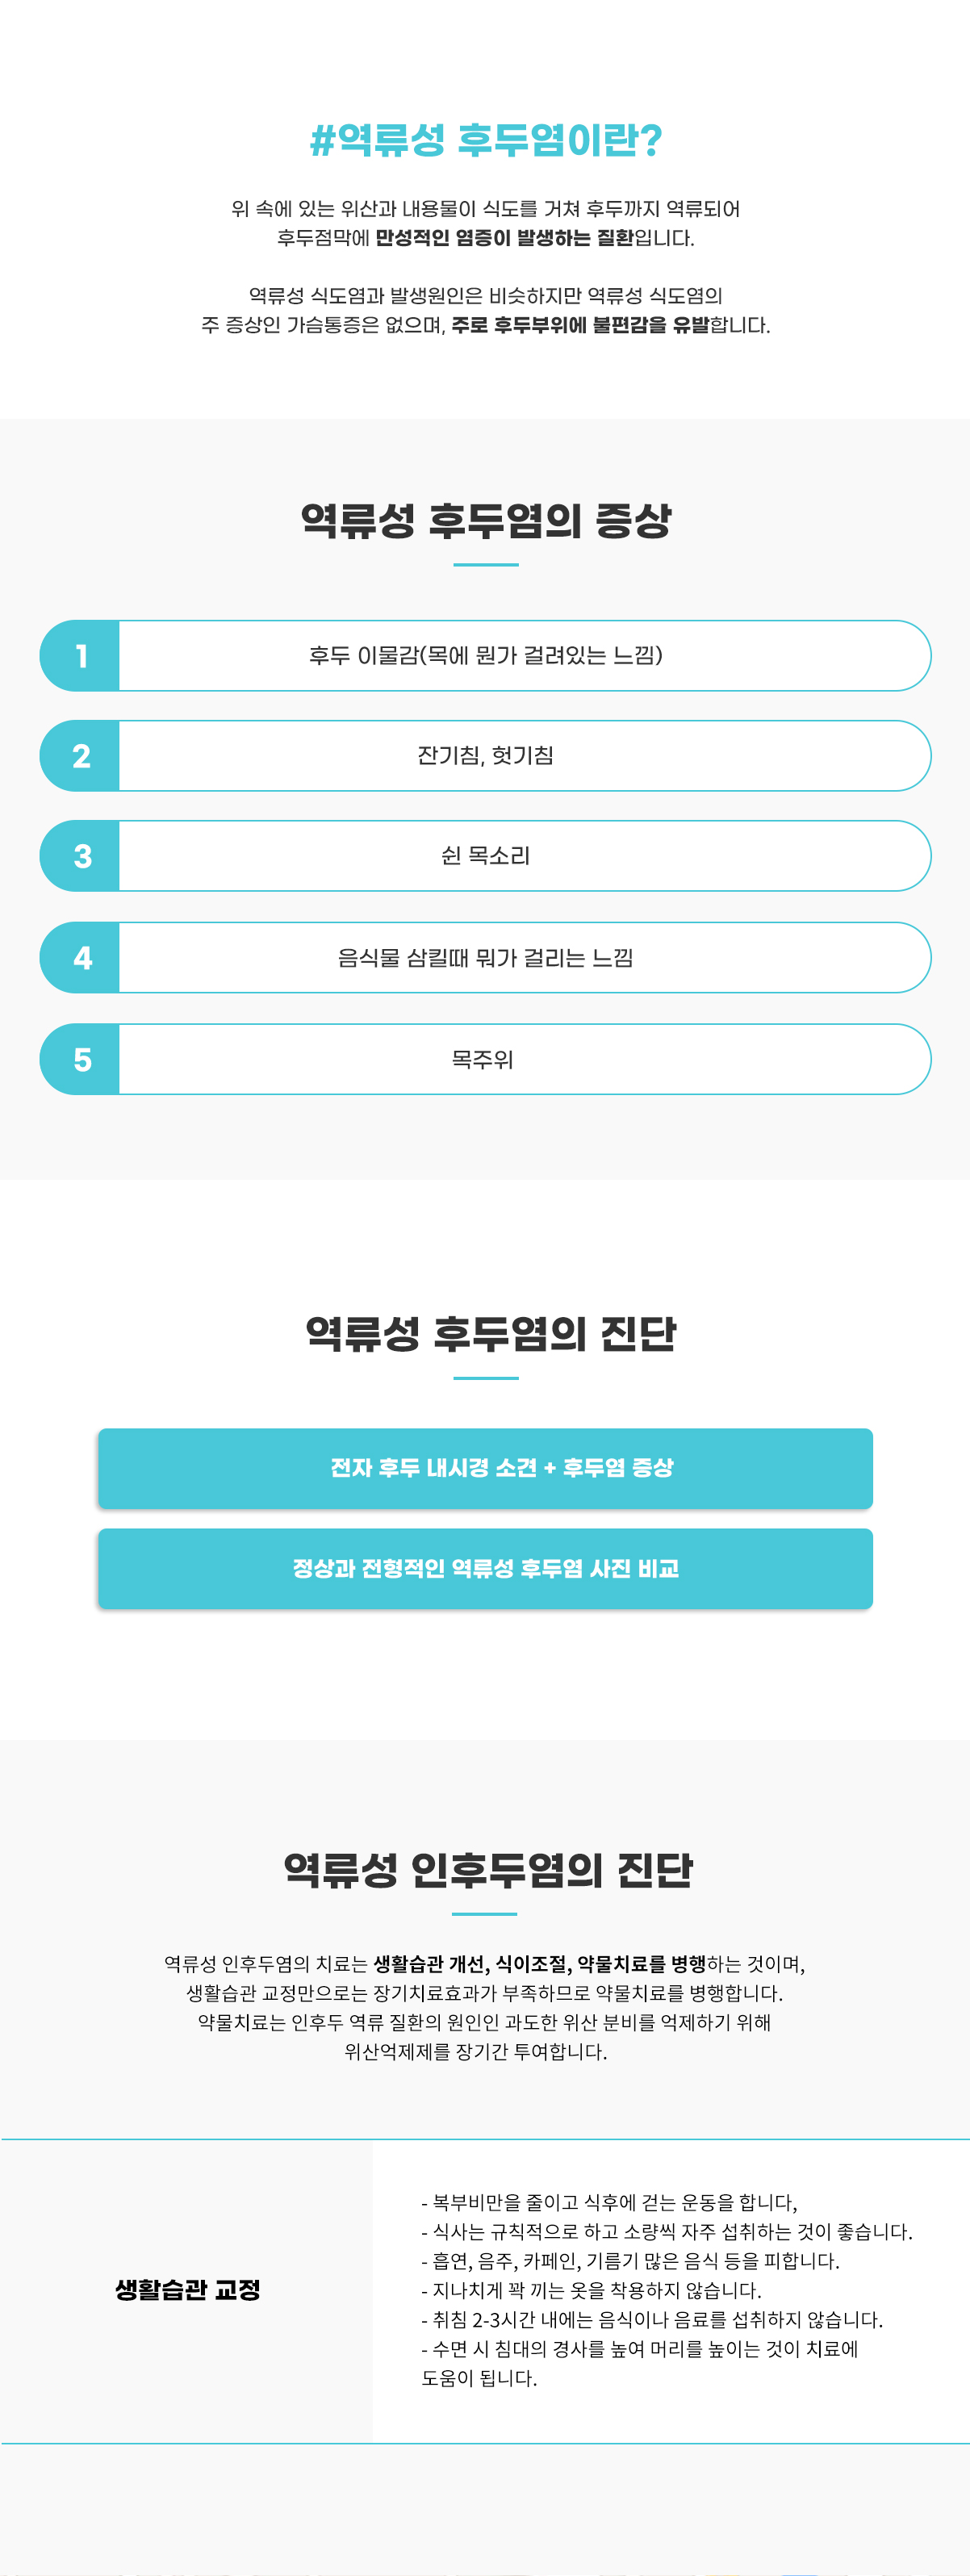 #역류성 후두염이란?
위 속에 있는 위산과 내용물이 식도를 거쳐 후두까지 역류되어
후두점막에 만성적인 염증이 발생하는 질환입니다.
역류성 식도염과 발생원인은 비슷하지만 역류성 식도염의
주 증상인 가슴통증은 없으며, 주로 후두부위에 불편감을 유발합니다.
역류성 후두염의 증상
1
후두 이물감(목에 뭔가 걸려있는 느낌)
2
잔기침, 헛기침
3
쉰 목소리
4
음식물 삼킬때 뭐가 걸리는 느낌
5
목주위
역류성 후두염의 진단
전자 후두 내시경 소견 + 후두염 증상
정상과 전형적인 역류성 후두염 사진 비교
역류성 인후두염의 진단
역류성 인후두염의 치료는 생활습관 개선, 식이조절, 약물치료를 병행하는 것이며,
생활습관 교정만으로는 장기치료효과가 부족하므로 약물치료를 병행합니다.
약물치료는 인후두 역류 질환의 원인인 과도한 위산 분비를 억제하기 위해
위산억제제를 장기간 투여합니다.
생활습관 교정
- 복부비만을 줄이고 식후에 걷는 운동을 합니다,
- 식사는 규칙적으로 하고 소량씩 자주 섭취하는 것이 좋습니다.
- 흡연, 음주, 카페인, 기름기 많은 음식 등을 피합니다.
- 지나치게 꽉 끼는 옷을 착용하지 않습니다.
- 취침 2-3시간 내에는 음식이나 음료를 섭취하지 않습니다.
- 수면 시 침대의 경사를 높여 머리를 높이는 것이 치료에
도움이 됩니다.